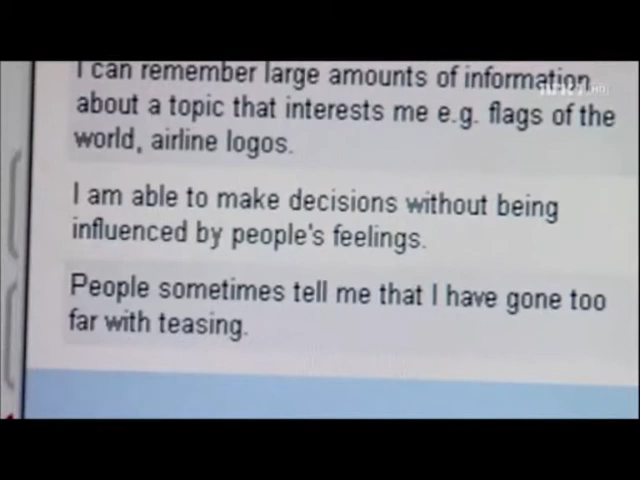 I can remember large amounts of information
about a topic that interests me e.g. flags of the
world, airline logos.
I am able to make decisions without being
influenced by people's feelings.
People sometimes tell me that I have gone too
far with teasing.